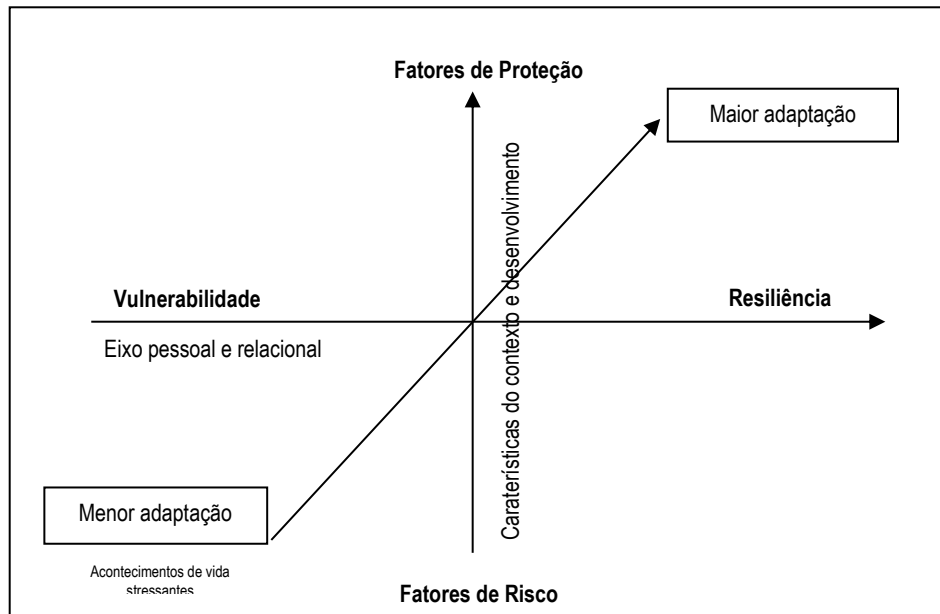 Fatores de Proteção
Maior adaptação
Caraterísticas do contexto e desenvolvimento
Vulnerabilidade
Resiliência
Eixo pessoal e relacional
Menor adaptação
Acontecimentos de vida
stressantes
Fatores de Risco